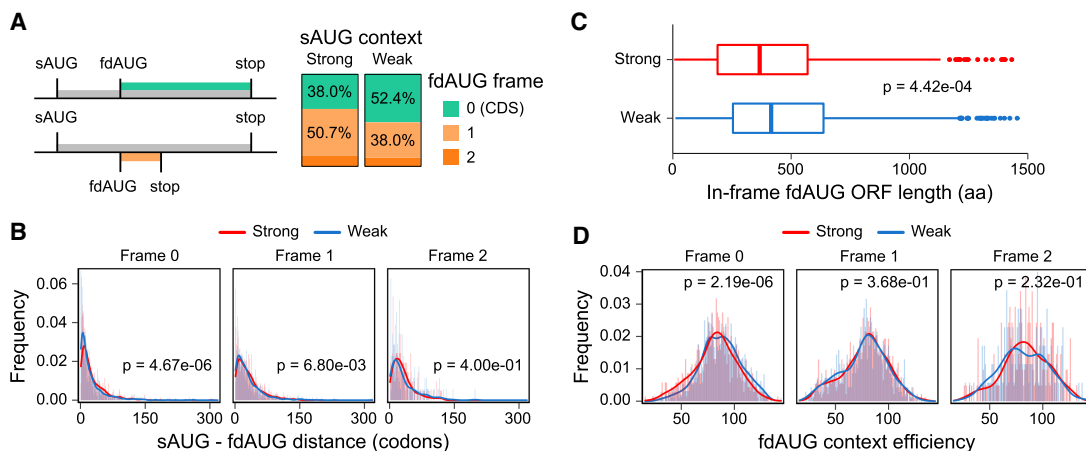 A
sAUG fdAUG stop
sAUG stop
fdAUG stop
sAUG context
Strong Weak
38.0% 52.4%
50.7% 38.0%
fdAUG frame
0 (CDS)
1
2
C
Strong
Weak
p = 4.42e-04
0 500 1000 1500
In-frame fdAUG ORF length (aa)
B
Strong Weak
Frame 0 Frame 1 Frame 2
Frequency
0.06
0.04
0.02
0.00
p = 4.67e-06 p = 6.80e-03 p = 4.00e-01
0 150 300 0 150 300 0 150 300
sAUG - fdAUG distance (codons)
D
Strong Weak
Frame 0 Frame 1 Frame 2
Frequency
0.04
0.03
0.02
0.01
0.00
p = 2.19e-06 p = 3.68e-01 p = 2.32e-01
50 100 50 100 50 100
fdAUG context efficiency